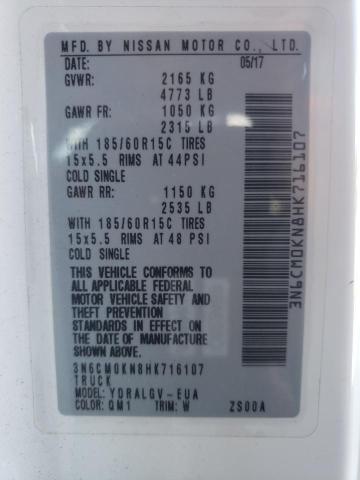 MFD. BY NISSAN MOTOR CO., LTD.
DATE: 05/17
GVWR: 2165 KG
4773 LB
GAWR FR: 1050 KG
2315 LB
WITH 185/60R15C TIRES
15x5.5 RIMS AT 44PSI
COLD SINGLE
GAWR RR: 1150 KG
2535 LB
WITH 185/60R15C TIRES
15x5.5 RIMS AT 48 PSI
COLD SINGLE
THIS VEHICLE CONFORMS TO
ALL APPLICABLE FEDERAL
MOTOR VEHICLE SAFETY AND
THEFT PREVENTION
STANDARDS IN EFFECT ON
THE DATE OF MANUFACTURE
SHOWN ABOVE.
3N6CM0KN8HK716107
TRUCK
MODEL: YDRALGV-EUA
COLOR: QM1 TRIM: W ZS00A
3N6CM0KN8HK716107